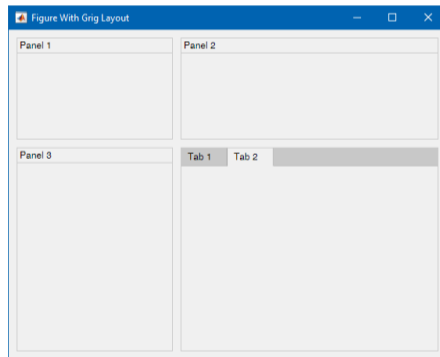 Figure With Grig Layout
Panel 1
Panel 2
Panel 3
Tab 1
Tab 2